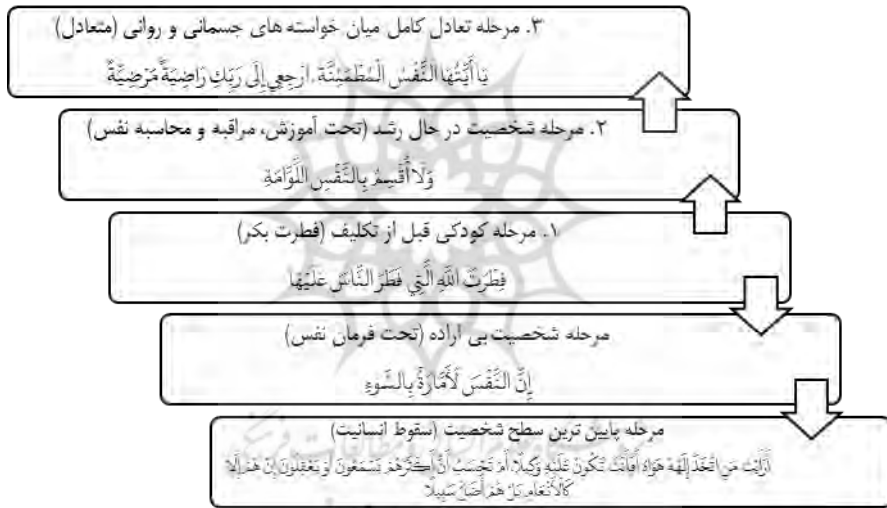 ۳. مرحله تعادل کامل میان خواسته های جسمانی و روانی (متعادل)
يَا أَيَّتُهَا النَّفْسُ الْمُطْمَئِنَّة. ارْجِعِي إِلَى رَبِّكِ رَاضِيَةً مَرْضِيَّةً
۲. مرحله شخصیت در حال رشد (تحت آموزش، مراقبه و محاسبه نفس)
وَلَا أُقْسِمُ بِالنَّفْسِ اللَّوَّامَةِ
۱. مرحله کودکی قبل از تکلیف (فطرت بکر)
فِطْرَتَ اللَّهِ الَّتِي فَطَرَ النَّاسَ عَلَيْهَا
مرحله شخصیت بی اراده (تحت فرمان نفس)
إِنَّ النَّفْسَ لَأَمَّارَةٌ بِالسُّوءِ
مرحله پایین ترین سطح شخصیت (سقوط انسانیت)
أَرَأَيْتَ مَنِ اتَّخَذَ إِلَهَهُ هَوَاهُ أَفَأَنْتَ تَكُونُ عَلَيْهِ وَكِيلًا. أَمْ تَحْسَبُ أَنَّ أَكْثَرَهُمْ يَسْمَعُونَ أَوْ يَعْقِلُونَ إِنْ هُمْ إِلَّا
كَالْأَنْعَامِ بَلْ هُمْ أَضَلُّ سَبِيلًا